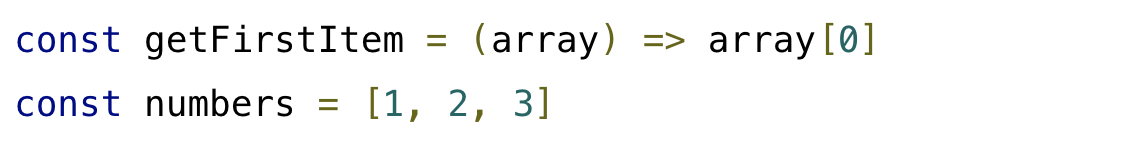 const getFirstItem = (array) => array[0]
const numbers = [1, 2, 3]